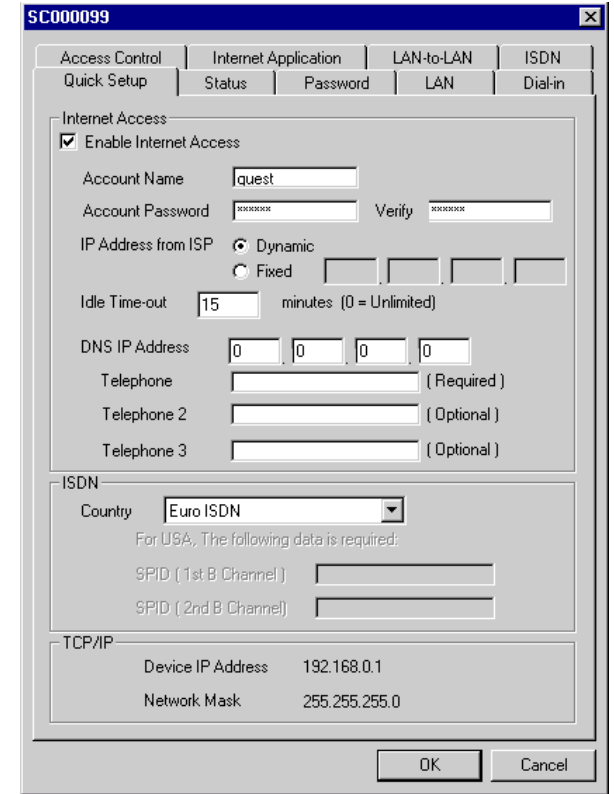 SC000099
Access Control Internet Application LAN-to-LAN ISDN
Quick Setup Status Password LAN Dial-in
Internet Access
Enable Internet Access
Account Name quest
Account Password ****** Verify ******
IP Address from ISP Dynamic
Fixed . . .
Idle Time-out 15 minutes (0 = Unlimited)
DNS IP Address 0 . 0 . 0 . 0
Telephone ( Required )
Telephone 2 ( Optional )
Telephone 3 ( Optional )
ISDN
Country Euro ISDN
For USA, The following data is required:
SPID ( 1st B Channel )
SPID ( 2nd B Channel)
TCP/IP
Device IP Address 192.168.0.1
Network Mask 255.255.255.0
OK Cancel